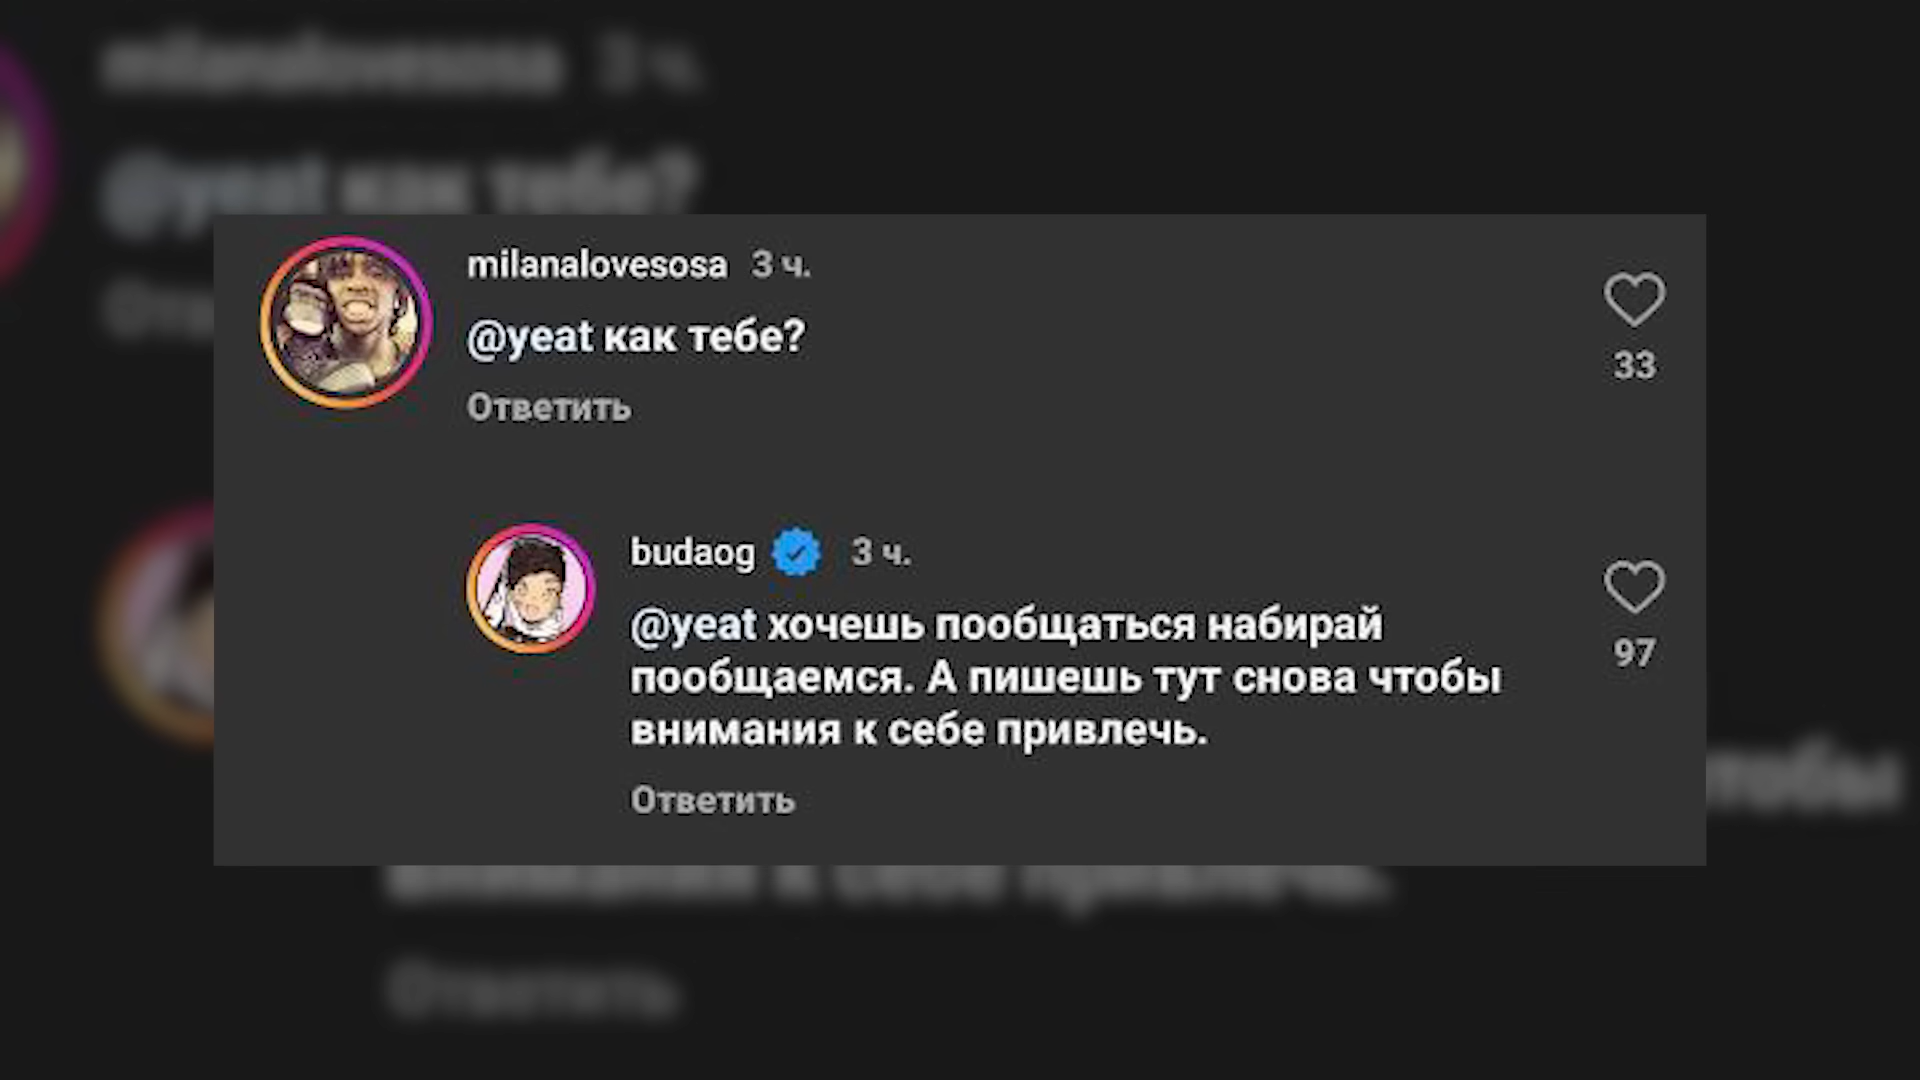 milanalovesosa 3 ч.
@yeat как тебе?
33
Ответить
budaog 3 ч.
@yeat хочешь пообщаться набирай
пообщаемся. А пишешь тут снова чтобы
внимания к себе привлечь.
97
Ответить